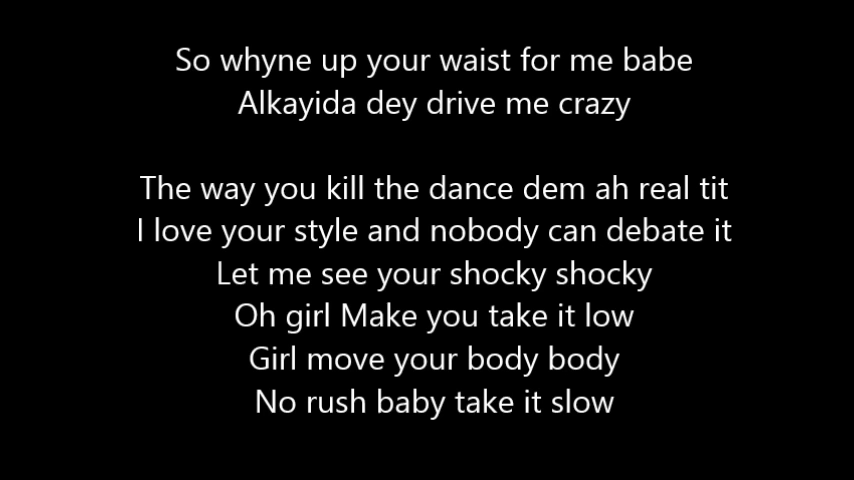 So whyne up your waist for me babe
Alkayida dey drive me crazy
The way you kill the dance dem ah real tit
I love your style and nobody can debate it
Let me see your shocky shocky
Oh girl Make you take it low
Girl move your body body
No rush baby take it slow